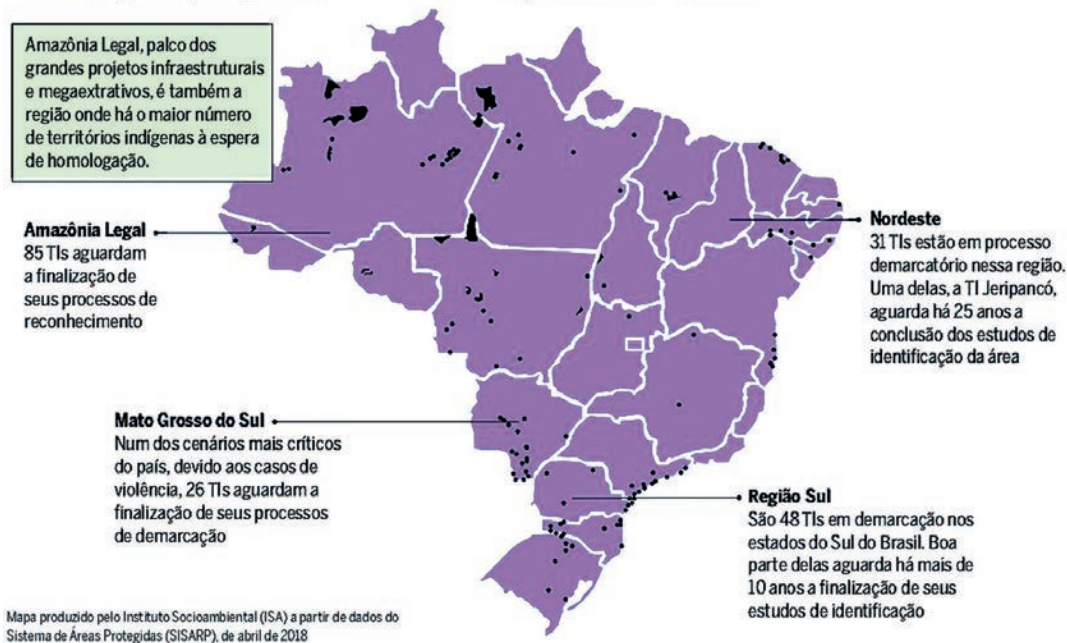 Amazônia Legal, palco dos
grandes projetos infraestruturais
e megaextrativos, é também a
região onde há o maior número
de territórios indígenas à espera
de homologação.
Amazônia Legal
85 TIs aguardam
a finalização de
seus processos de
reconhecimento
Nordeste
31 TIs estão em processo
demarcatório nessa região.
Uma delas, a TI Jeripancó,
aguarda há 25 anos a
conclusão dos estudos de
identificação da área
Mato Grosso do Sul
Num dos cenários mais críticos
do país, devido aos casos de
violência, 26 TIs aguardam a
finalização de seus processos
de demarcação
Região Sul
São 48 TIs em demarcação nos
estados do Sul do Brasil. Boa
parte delas aguarda há mais de
10 anos a finalização de seus
estudos de identificação
Mapa produzido pelo Instituto Socioambiental (ISA) a partir de dados do
Sistema de Áreas Protegidas (SISARP), de abril de 2018